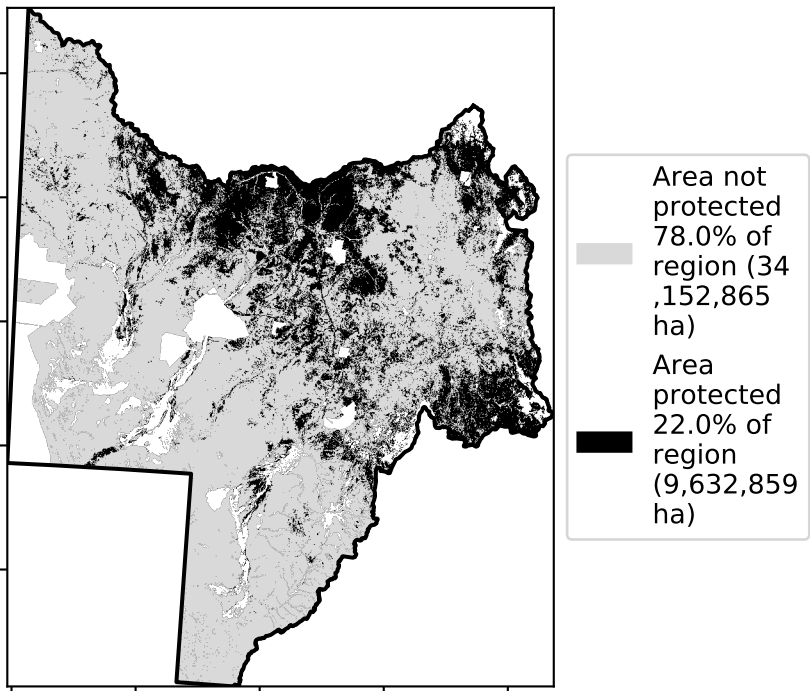 Area not
protected
78.0% of
region (34
,152,865
ha)
Area
protected
22.0% of
region
(9,632,859
ha)